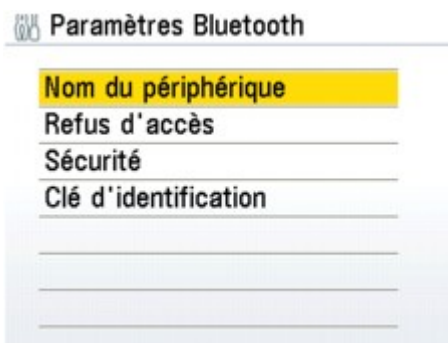 Paramètres Bluetooth
Nom du périphérique
Refus d'accès
Sécurité
Clé d'identification